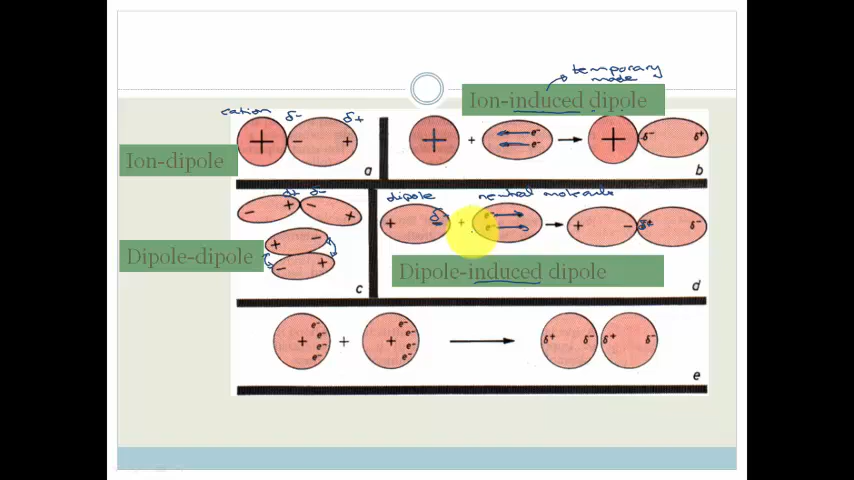 temporary
mode
Ion-induced dipole
cation δ- δ+
+ - +
a
+ + e-
e-
+ δ- δ+
b
Ion-dipole
δ+ δ-
- + - +
+ -
- +
c
Dipole-dipole
dipole neutral molecule
+ + e-
e-
+ - δ+ δ-
d
Dipole-induced dipole
+ e-
e-
e-
e-
+
+ e-
e-
e-
e-
δ+ δ- δ+ δ-
e